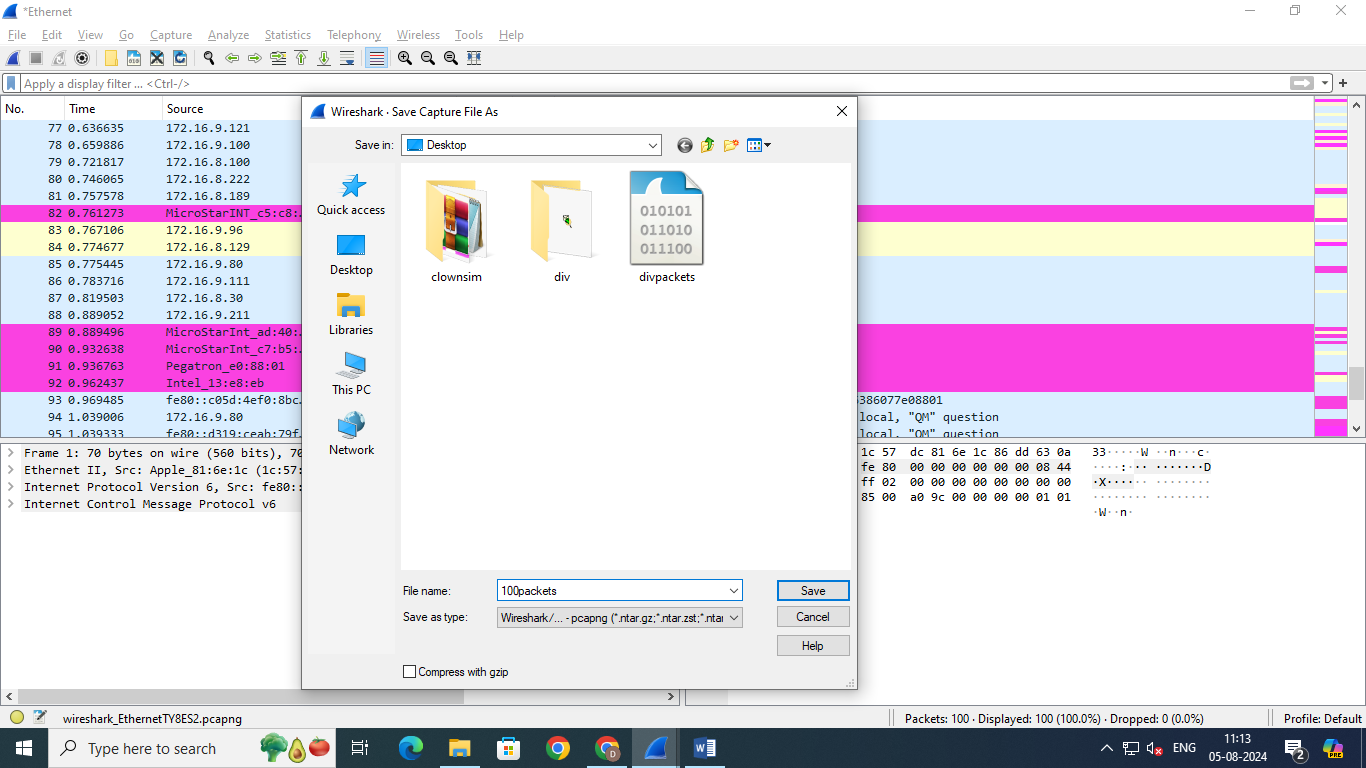 *Ethernet
File Edit View Go Capture Analyze Statistics Telephony Wireless Tools Help
Apply a display filter ... <Ctrl-/>
No. Time Source
77 0.636635 172.16.9.121
78 0.659886 172.16.9.100
79 0.721817 172.16.8.100
80 0.746065 172.16.8.222
81 0.757578 172.16.8.189
82 0.761273 MicroStarINT_c5:c8:…
83 0.767106 172.16.9.96
84 0.774677 172.16.8.129
85 0.775445 172.16.9.80
86 0.783716 172.16.9.111
87 0.819503 172.16.8.30
88 0.889052 172.16.9.211
89 0.889496 MicroStarInt_ad:40:…
90 0.932638 MicroStarInt_c7:b5:…
91 0.936763 Pegatron_e0:88:01
92 0.962437 Intel_13:e8:eb
93 0.969485 fe80::c05d:4ef0:8bc… 386077e08801
94 1.039006 172.16.9.80 local, "QM" question
95 1.039333 fe80::d319:ceab:79f… local, "QM" question
Wireshark · Save Capture File As
Save in: Desktop
Quick access
Desktop
Libraries
This PC
Network
clownsim
div
divpackets
010101
011010
011100
File name: 100packets
Save
Save as type: Wireshark/... - pcapng (*.ntar.gz;*.ntar.zst;*.ntar
Cancel
Help
Compress with gzip
Frame 1: 70 bytes on wire (560 bits), 70
Ethernet II, Src: Apple_81:6e:1c (1c:57:
Internet Protocol Version 6, Src: fe80::
Internet Control Message Protocol v6
1c 57 dc 81 6e 1c 86 dd 63 0a 33·····W ··n···c·
fe 80 00 00 00 00 00 00 08 44 ····:··· ·······D
ff 02 00 00 00 00 00 00 00 00 ·X······ ········
85 00 a0 9c 00 00 00 00 01 01 ········ ········
·W··n·
wireshark_EthernetTY8ES2.pcapng
Packets: 100 · Displayed: 100 (100.0%) · Dropped: 0 (0.0%)
Profile: Default
Type here to search
D
W
ENG
11:13
05-08-2024
2
PRE